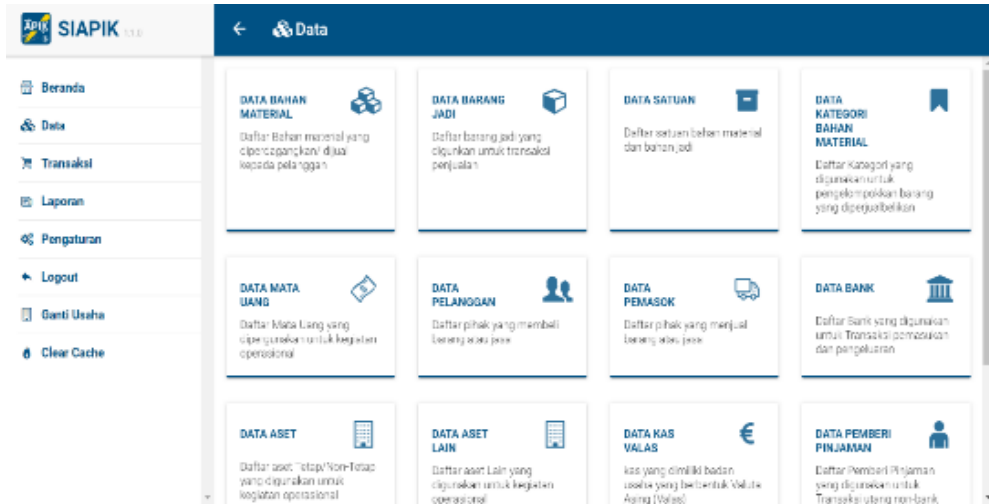 SIAPIK
Data
Beranda
Data
Transaksi
Laporan
Pengaturan
Logout
Ganti Usaha
Clear Cache
DATA BAHAN
MATERIAL
Daftar Bahan material yang
dipercagangkan/ dijual
kepada pelanggan
DATA BARANG
JADI
Daftar barang jadi yang
digunkan untuk transaksi
penjualan
DATA SATUAN
Daftar satuan bahan material
dan bahan jadi
DATA
KATEGORI
BAHAN
MATERIAL
Daftar Kategori yang
digunakan untuk
pengelompokkan barang
yang diperjualbelikan
DATA MATA
UANG
Daftar Mata Uang yang
dipergunakan untuk kegiatan
operasional
DATA
PELANGGAN
Daftar pihak yang membeli
barang atau jasa
DATA
PEMASOK
Daftar pihak yang menjual
barang atau jasa
DATA BANK
Daftar Bank yang digunakan
untuk Transaksi pemasukan
dan pengeluaran
DATA ASET
Daftar aset Tetap/Non-Tetap
yang digunakan untuk
kegiatan operasional
DATA ASET
LAIN
Daftar aset Lain yang
digunakan untuk kegiatan
operasional
DATA KAS
VALAS
kas yang dimiliki badan
usaha yang berbentuk Valuta
Asing (Valas)
DATA PEMBERI
PINJAMAN
Daftar Pemberi Pinjaman
yang digunakan untuk
Transaksi utang non-bank